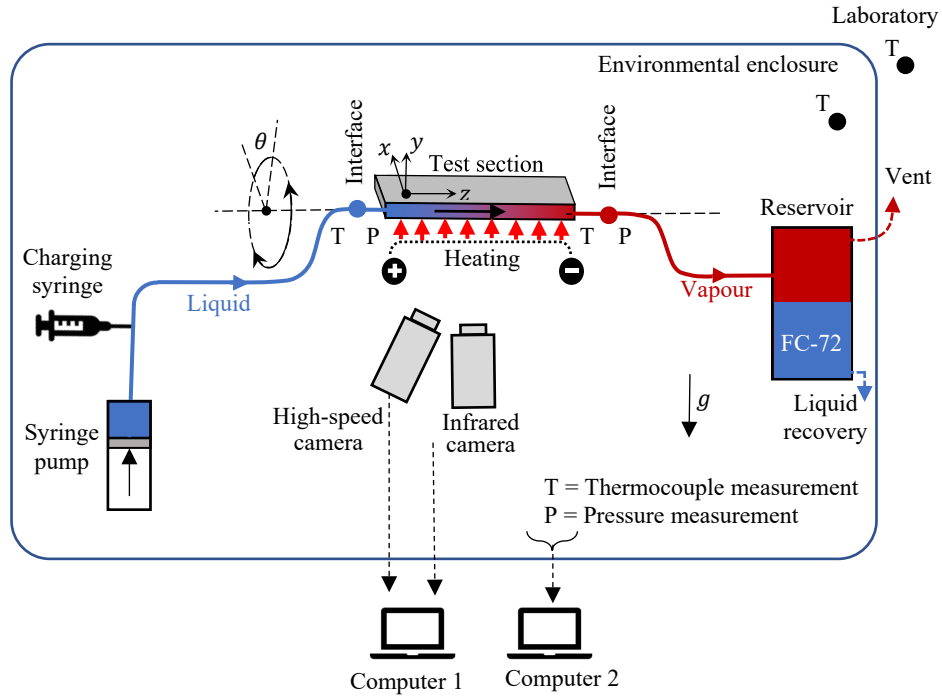 Laboratory
T
Environmental enclosure
T
Interface
Interface
θ
x
y
Test section
z
Vent
Reservoir
T P
T P
Heating
+
−
Charging
syringe
Liquid
Vapour
FC-72
g
High-speed
camera
Infrared
camera
Liquid
recovery
Syringe
pump
T = Thermocouple measurement
P = Pressure measurement
Computer 1
Computer 2